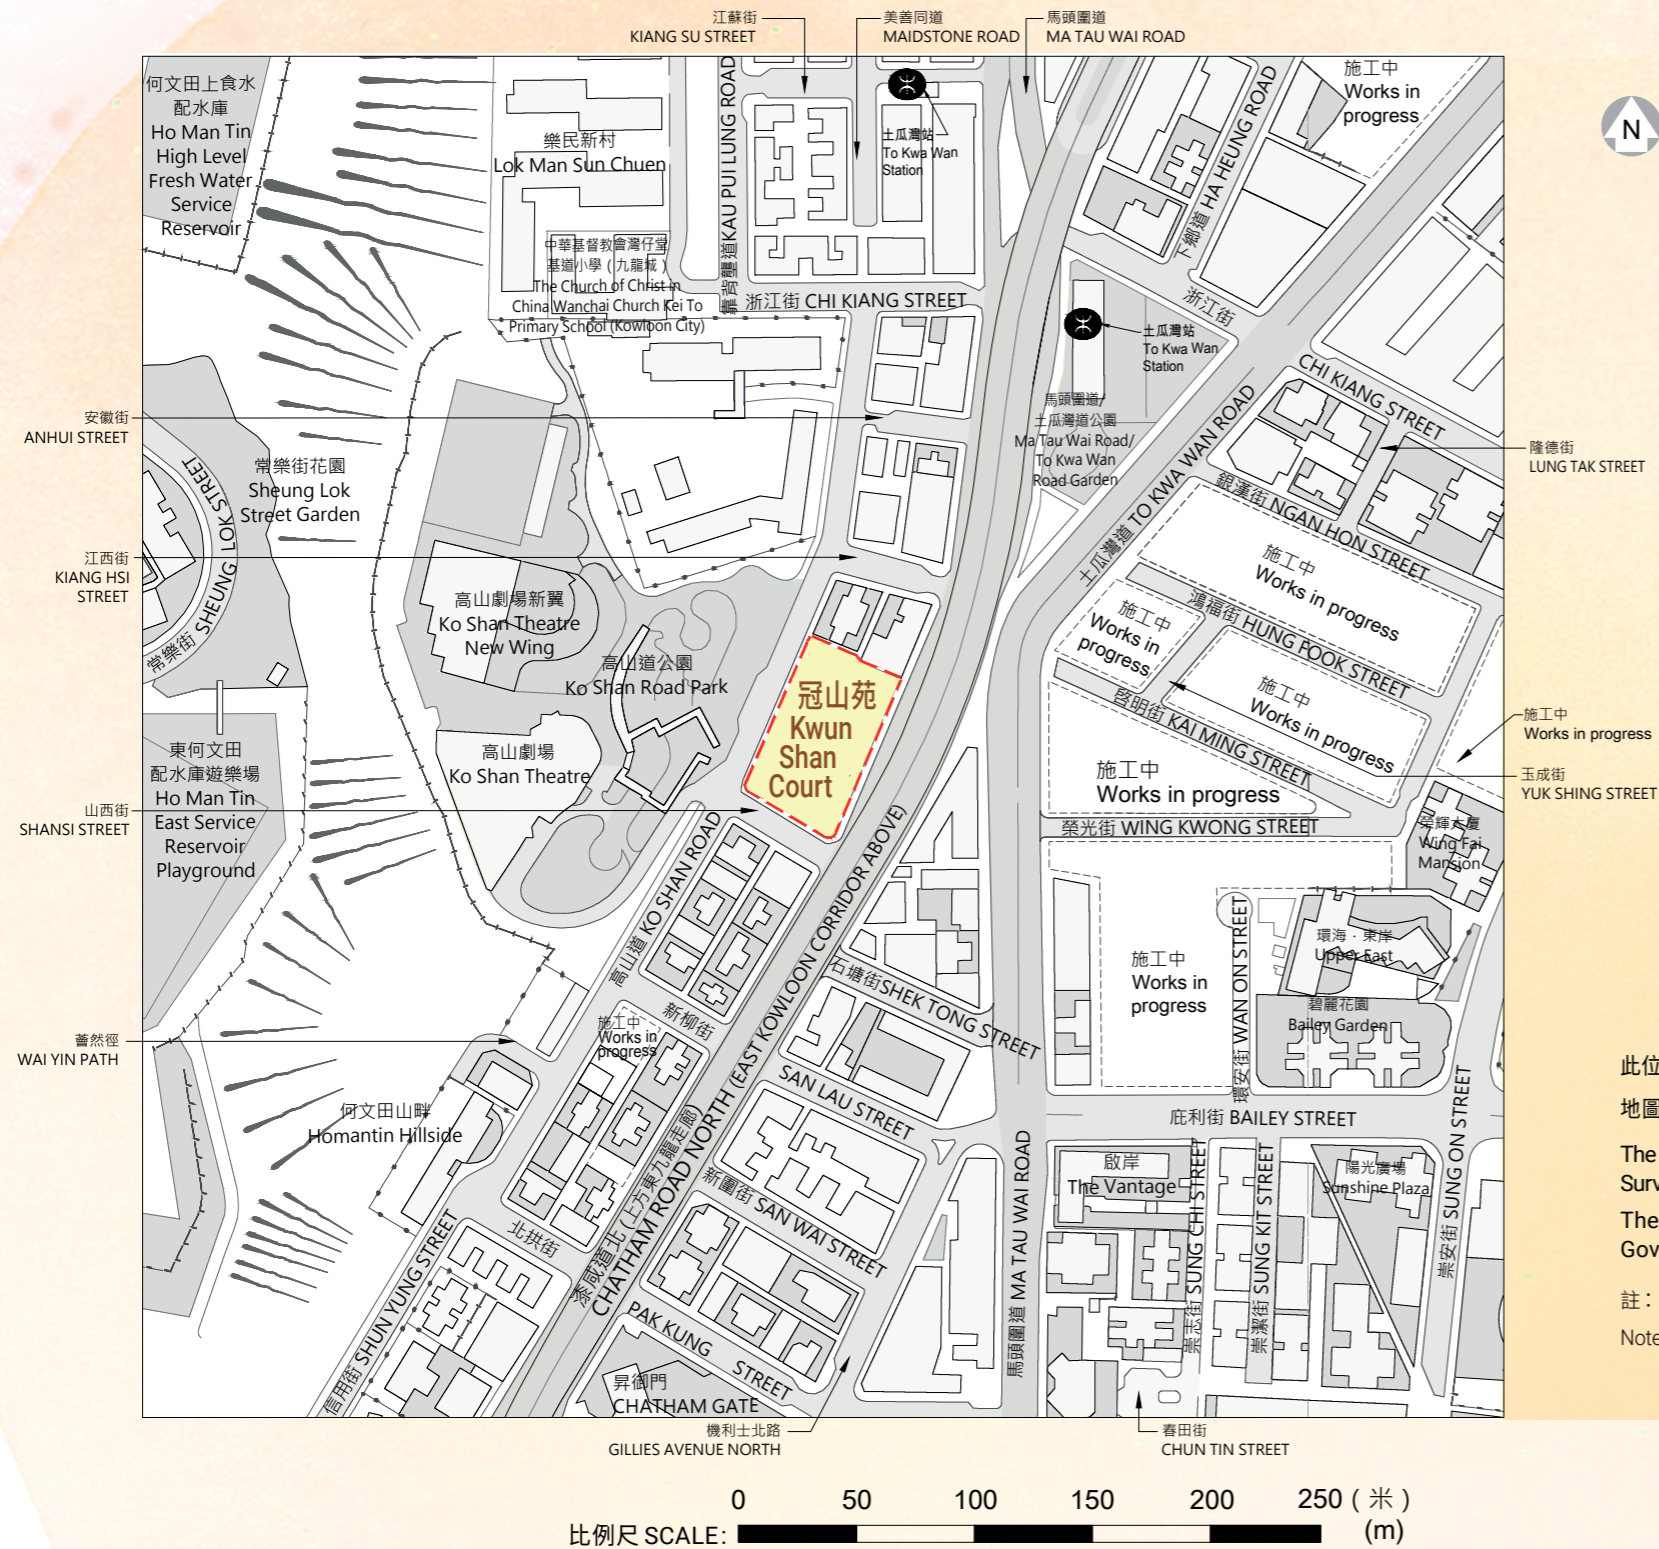 江蘇街
KIANG SU STREET
美善同道
MAIDSTONE ROAD
馬頭圍道
MA TAU WAI ROAD
何文田上食水
配水庫
Ho Man Tin
High Level
Fresh Water
Service
Reservoir
樂民新村
Lok Man Sun Chuen
靠背壟道KAU PUI LUNG ROAD
土瓜灣站
To Kwa Wan
Station
下鄉道 HA HEUNG ROAD
施工中
Works in
progress
N
中華基督教會灣仔堂
基道小學（九龍城）
The Church of Christ in
China Wanchai Church Kei To
Primary School (Kowloon City)
浙江街 CHI KIANG STREET
浙江街
CHI KIANG STREET
土瓜灣站
To Kwa Wan
Station
馬頭圍道/
土瓜灣道公園
Ma Tau Wai Road/
To Kwa Wan
Road Garden
土瓜灣道 TO KWA WAN ROAD
安徽街
ANHUI STREET
隆德街
LUNG TAK STREET
常樂街 SHEUNG LOK STREET
常樂街花園
Sheung Lok
Street Garden
銀漢街 NGAN HON STREET
江西街
KIANG HSI
STREET
高山劇場新翼
Ko Shan Theatre
New Wing
高山道公園
Ko Shan Road Park
高山劇場
Ko Shan Theatre
冠山苑
Kwun
Shan
Court
施工中
Works in progress
鴻福街 HUNG FOOK STREET
施工中
Works in
progress
施工中
Works in progress
啓明街 KAI MING STREET
施工中
Works in progress
施工中
Works in progress
玉成街
YUK SHING STREET
榮光街 WING KWONG STREET
榮輝大廈
Wing Fai
Mansion
東何文田
配水庫遊樂場
Ho Man Tin
East Service
Reservoir
Playground
山西街
SHANSI STREET
高山道 KO SHAN ROAD
石塘街SHEK TONG STREET
施工中
Works in
progress
環安街 WAN ON STREET
環海．東岸
Upper East
碧麗花園
Bailey Garden
薈然徑
WAI YIN PATH
施工中
Works in
progress
新柳街
SAN LAU STREET
何文田山畔
Homantin Hillside
漆咸道北 (上方東九龍走廊)
CHATHAM ROAD NORTH (EAST KOWLOON CORRIDOR ABOVE)
庇利街 BAILEY STREET
崇安街 SUNG ON STREET
啟岸
The Vantage
陽光廣場
Sunshine Plaza
崇志街 SUNG CHI STREET
崇潔街 SUNG KIT STREET
馬頭圍道 MA TAU WAI ROAD
新圍街 SAN WAI STREET
北拱街
PAK KUNG STREET
信用街 SHUN YUNG STREET
昇御門
CHATHAM GATE
機利士北路
GILLIES AVENUE NORTH
春田街
CHUN TIN STREET
此位
地圖
The
Surv
The
Gov
註：
Note
0 50 100 150 200 250 ( 米 )
比例尺 SCALE: (m)